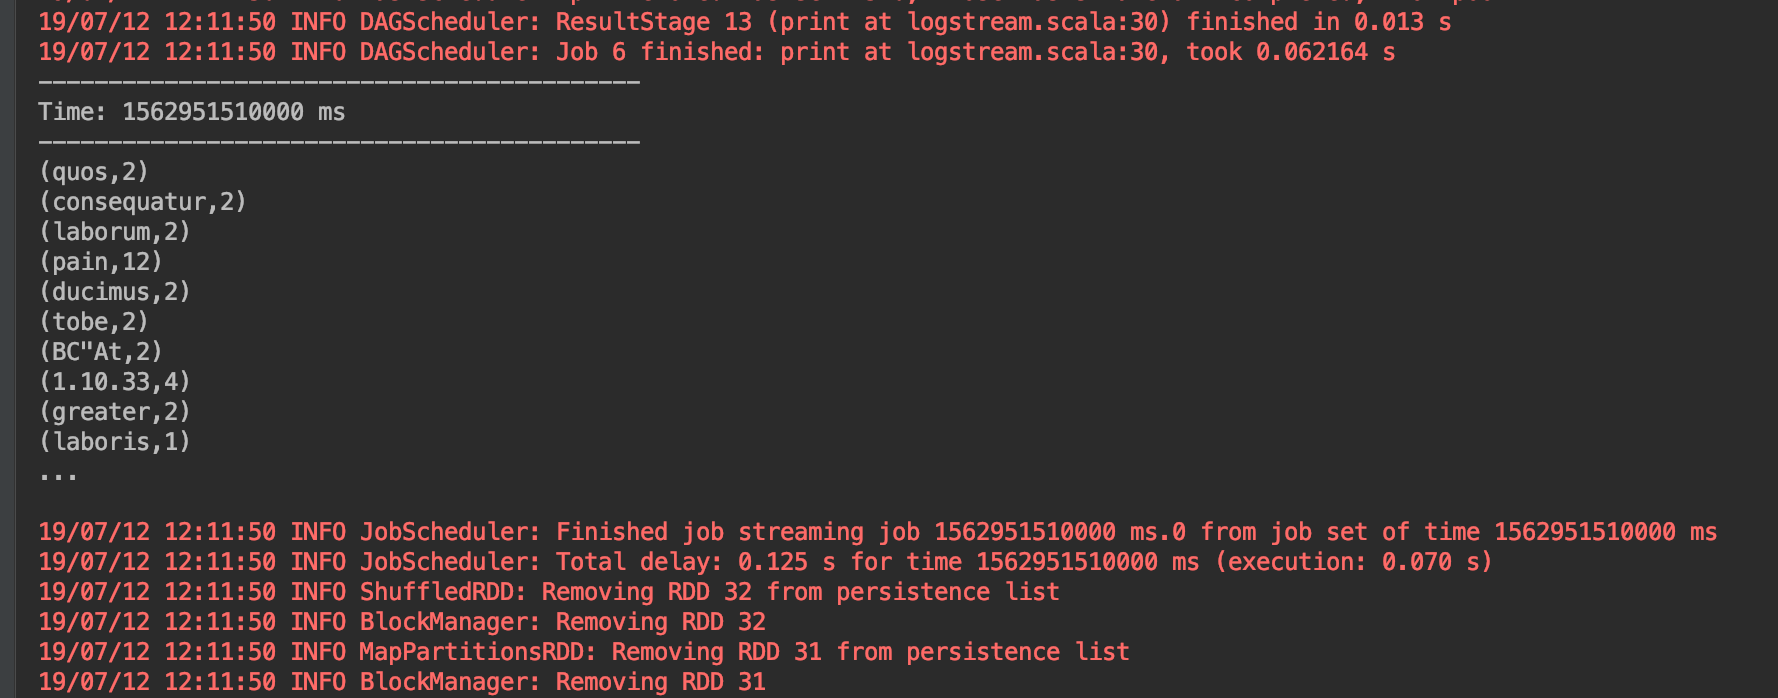 19/07/12 12:11:50 INFO DAGScheduler: ResultStage 13 (print at logstream.scala:30) finished in 0.013 s
19/07/12 12:11:50 INFO DAGScheduler: Job 6 finished: print at logstream.scala:30, took 0.062164 s
-------------------------------------------
Time: 1562951510000 ms
-------------------------------------------
(quos,2)
(consequatur,2)
(laborum,2)
(pain,12)
(ducimus,2)
(tobe,2)
(BC"At,2)
(1.10.33,4)
(greater,2)
(laboris,1)
...
19/07/12 12:11:50 INFO JobScheduler: Finished job streaming job 1562951510000 ms.0 from job set of time 1562951510000 ms
19/07/12 12:11:50 INFO JobScheduler: Total delay: 0.125 s for time 1562951510000 ms (execution: 0.070 s)
19/07/12 12:11:50 INFO ShuffledRDD: Removing RDD 32 from persistence list
19/07/12 12:11:50 INFO BlockManager: Removing RDD 32
19/07/12 12:11:50 INFO MapPartitionsRDD: Removing RDD 31 from persistence list
19/07/12 12:11:50 INFO BlockManager: Removing RDD 31